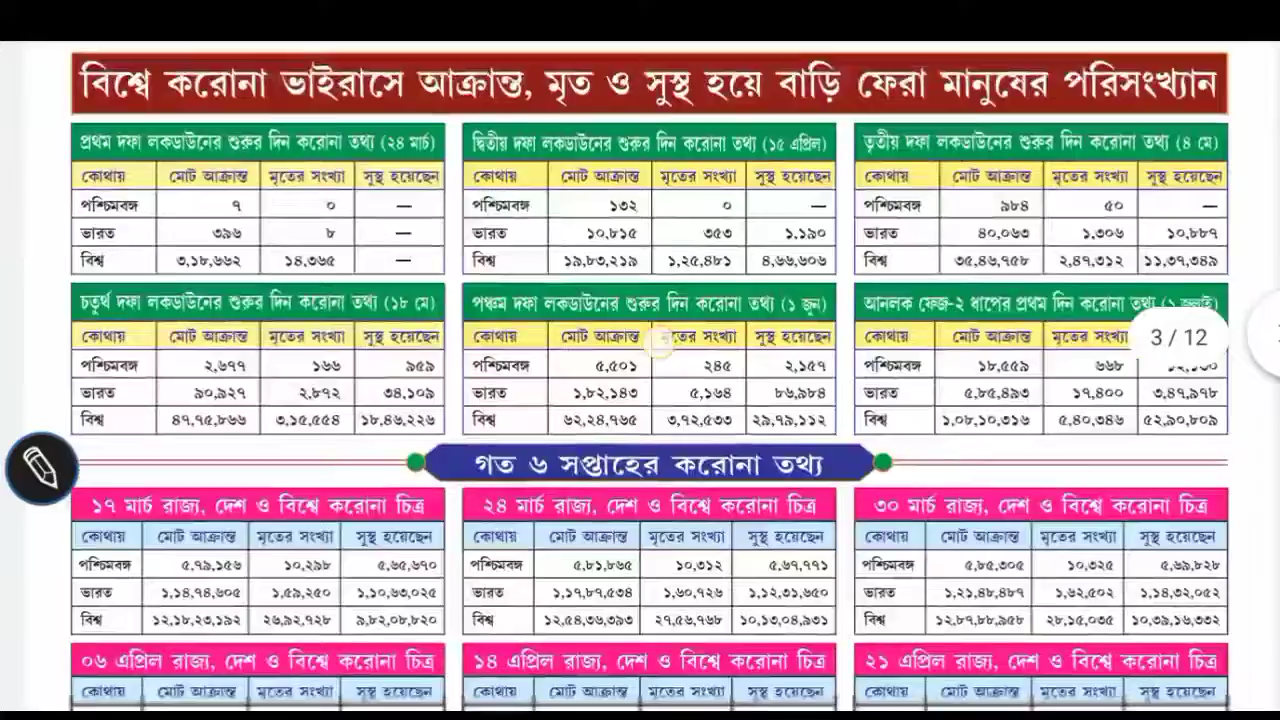 বিশ্বে করোনা ভাইরাসে আক্রান্ত, মৃত ও সুস্থ হয়ে বাড়ি ফেরা মানুষের পরিসংখ্যান
প্রথম দফা লকডাউনের শুরুর দিন করোনা তথ্য (২৪ মার্চ)
কোথায় মোট আক্রান্ত মৃতের সংখ্যা সুস্থ হয়েছেন
পশ্চিমবঙ্গ ৭ ০ —
ভারত ৩৯৬ ৮ —
বিশ্ব ৩,১৮,৬৬২ ১৪,৩৬৫ —
দ্বিতীয় দফা লকডাউনের শুরুর দিন করোনা তথ্য (১৫ এপ্রিল)
কোথায় মোট আক্রান্ত মৃতের সংখ্যা সুস্থ হয়েছেন
পশ্চিমবঙ্গ ১৩২ ০ —
ভারত ১০,৮১৫ ৩৫৩ ১,১৯০
বিশ্ব ১৯,৮৩,২১৯ ১,২৫,৪৮১ ৪,৬৬,৬০৬
তৃতীয় দফা লকডাউনের শুরুর দিন করোনা তথ্য (৪ মে)
কোথায় মোট আক্রান্ত মৃতের সংখ্যা সুস্থ হয়েছেন
পশ্চিমবঙ্গ ৯৮৪ ৫০ —
ভারত ৪০,০৬৩ ১,৩০৬ ১০,৮৮৭
বিশ্ব ৩৫,৪৬,৭৫৮ ২,৪৭,৩১২ ১১,৩৭,৩৪৯
চতুর্থ দফা লকডাউনের শুরুর দিন করোনা তথ্য (১৮ মে)
কোথায় মোট আক্রান্ত মৃতের সংখ্যা সুস্থ হয়েছেন
পশ্চিমবঙ্গ ২,৬৭৭ ১৬৬ ৯৫৯
ভারত ৯০,৯২৭ ২,৮৭২ ৩৪,১০৯
বিশ্ব ৪৭,৭৫,৮৬৬ ৩,১৫,৫৫৪ ১৮,৪৬,২২৬
পঞ্চম দফা লকডাউনের শুরুর দিন করোনা তথ্য (১ জুন)
কোথায় মোট আক্রান্ত মৃতের সংখ্যা সুস্থ হয়েছেন
পশ্চিমবঙ্গ ৫,৫০১ ২৪৫ ২,১৫৭
ভারত ১,৮২,১৪৩ ৫,১৬৪ ৮৬,৯৮৪
বিশ্ব ৬২,২৪,৭৬৫ ৩,৭২,৫৩৩ ২৯,৭৯,১১২
আনলক ফেজ-২ ধাপের প্রথম দিন করোনা তথ্য (১ জুলাই)
কোথায় মোট আক্রান্ত মৃতের সংখ্যা
পশ্চিমবঙ্গ ১৮,৫৫৯ ৬৬৮
ভারত ৫,৮৫,৪৯৩ ১৭,৪০০ ৩,৪৭,৯৭৮
বিশ্ব ১,০৮,১০,৩১৬ ৫,৪০,৩৪৬ ৫২,৯০,৮০৯
3 / 12
গত ৬ সপ্তাহের করোনা তথ্য
১৭ মার্চ রাজ্য, দেশ ও বিশ্বে করোনা চিত্র
কোথায় মোট আক্রান্ত মৃতের সংখ্যা সুস্থ হয়েছেন
পশ্চিমবঙ্গ ৫,৭৯,১৫৬ ১০,২৯৮ ৫,৬৫,৬৭০
ভারত ১,১৪,৭৪,৬০৫ ১,৫৯,২৫০ ১,১০,৬৩,০২৫
বিশ্ব ১২,১৮,২৩,১৯২ ২৬,৯২,৭২৮ ৯,৮২,০৮,৮২০
২৪ মার্চ রাজ্য, দেশ ও বিশ্বে করোনা চিত্র
কোথায় মোট আক্রান্ত মৃতের সংখ্যা সুস্থ হয়েছেন
পশ্চিমবঙ্গ ৫,৮১,৮৬৫ ১০,৩১২ ৫,৬৭,৭৭১
ভারত ১,১৭,৮৭,৫৩৪ ১,৬০,৭২৬ ১,১২,৩১,৬৫০
বিশ্ব ১২,৫৪,৩৬,৩৯৩ ২৭,৫৬,৭৬৮ ১০,১৩,০৪,৯৩১
৩০ মার্চ রাজ্য, দেশ ও বিশ্বে করোনা চিত্র
কোথায় মোট আক্রান্ত মৃতের সংখ্যা সুস্থ হয়েছেন
পশ্চিমবঙ্গ ৫,৮৫,৩০৫ ১০,৩২৫ ৫,৬৯,৮২৮
ভারত ১,২১,৪৮,৪৮৭ ১,৬২,৫০২ ১,১৪,৩২,০৫২
বিশ্ব ১২,৮৭,৮৮,৯৫৮ ২৮,১৫,০৩৫ ১০,৩৯,১৬,৩৩২
০৬ এপ্রিল রাজ্য, দেশ ও বিশ্বে করোনা চিত্র
কোথায় মোট আক্রান্ত মৃতের সংখ্যা সুস্থ হয়েছেন
১৪ এপ্রিল রাজ্য, দেশ ও বিশ্বে করোনা চিত্র
কোথায় মোট আক্রান্ত মৃতের সংখ্যা সুস্থ হয়েছেন
২১ এপ্রিল রাজ্য, দেশ ও বিশ্বে করোনা চিত্র
কোথায় মোট আক্রান্ত মৃতের সংখ্যা সুস্থ হয়েছেন